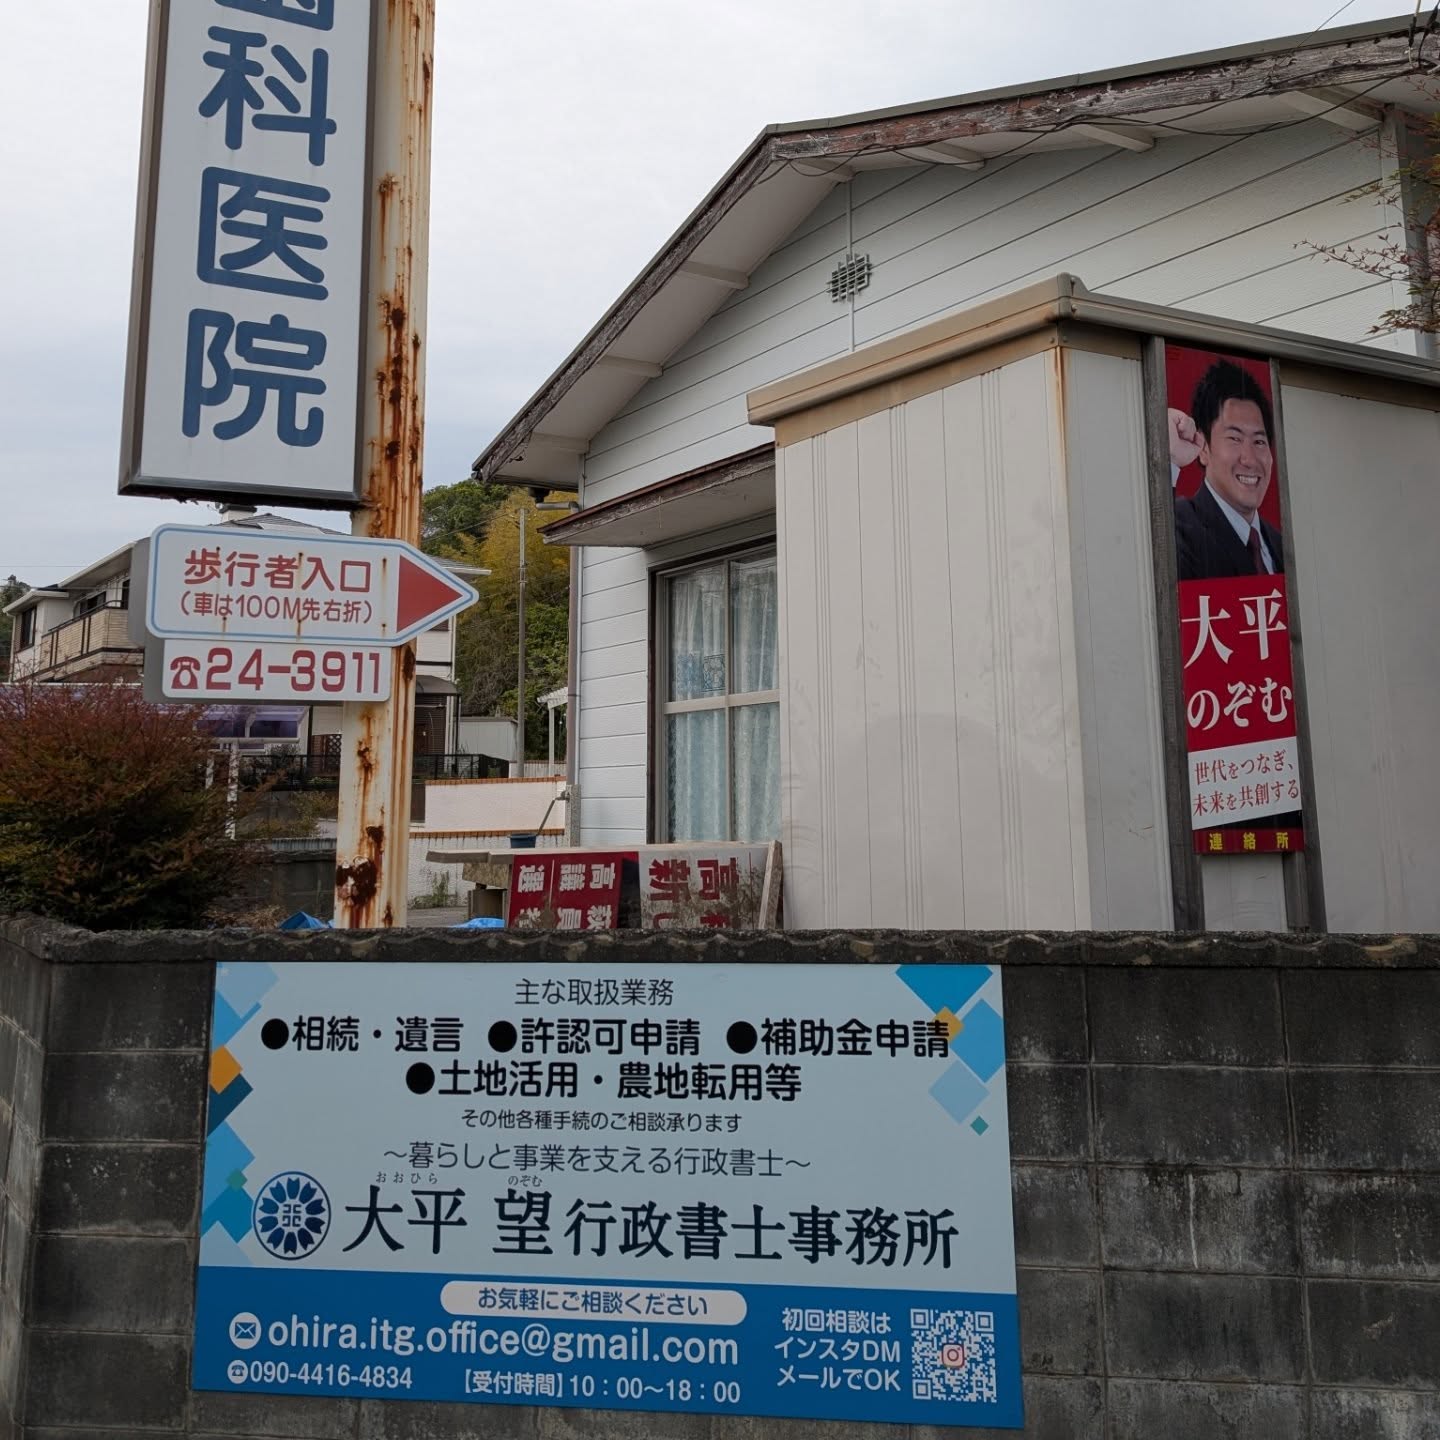 歯科医院
歩行者入口
(車は100M先右折)
☎24-3911
大平
のぞむ
世代をつなぎ、
未来を共創する
連絡所
主な取扱業務
●相続・遺言 ●許認可申請 ●補助金申請
●土地活用・農地転用等
その他各種手続のご相談承ります
～暮らしと事業を支える行政書士～
おおひら のぞむ
大平 望 行政書士事務所
お気軽にご相談ください
ohira.itg.office@gmail.com
☎090-4416-4834 【受付時間】10：00～18：00
初回相談は
インスタDM
メールでOK